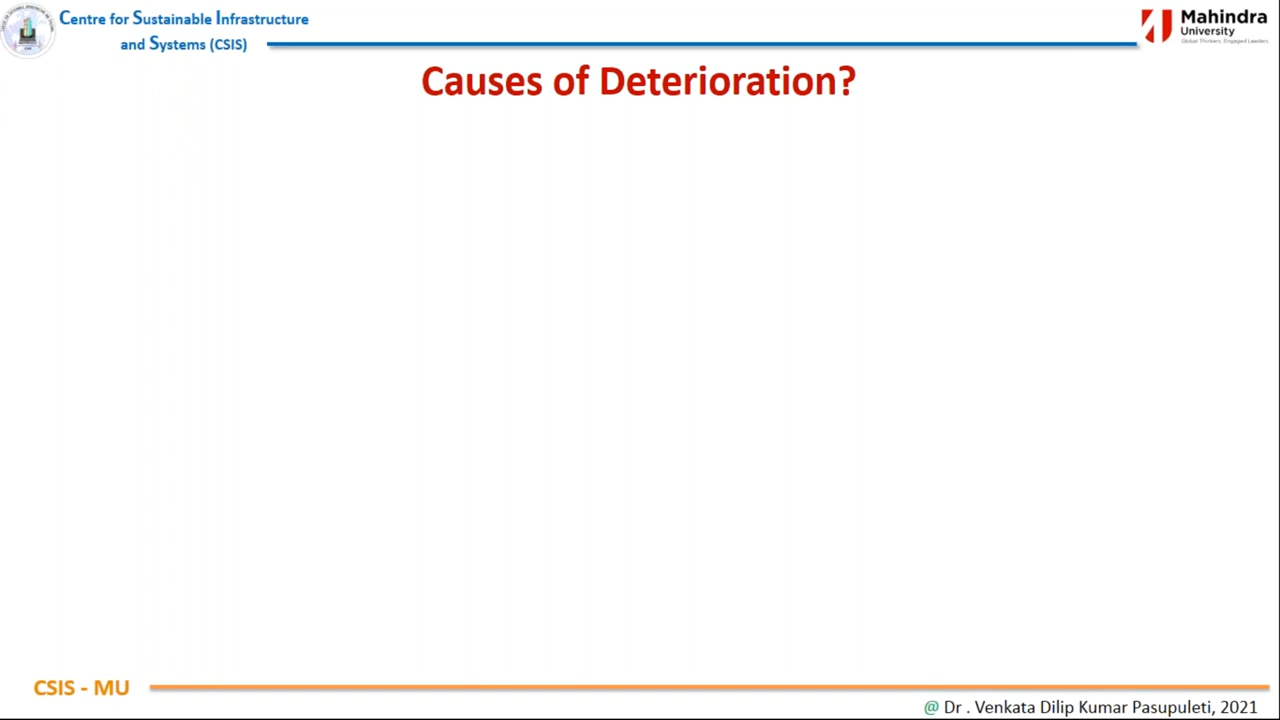 Centre for Sustainable Infrastructure
and Systems (CSIS)
Mahindra
University
Global Thinkers. Engaged Leaders.
Causes of Deterioration?
CSIS - MU
@ Dr . Venkata Dilip Kumar Pasupuleti, 2021